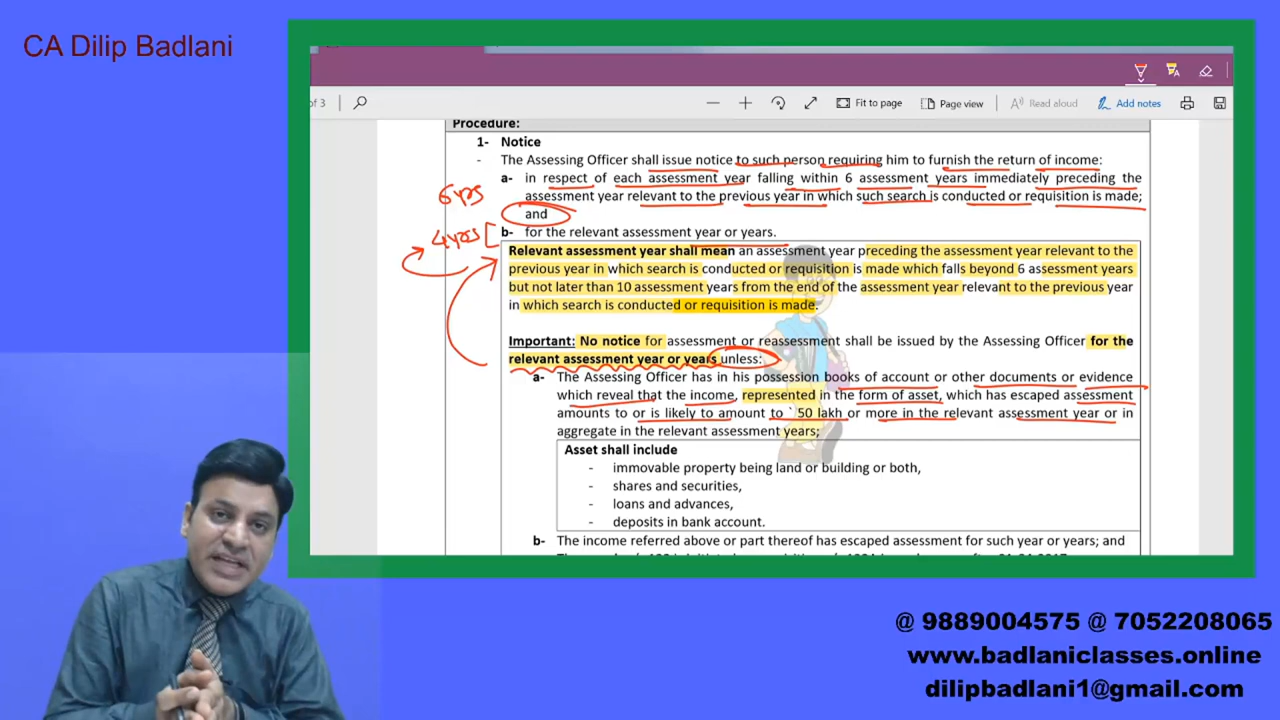 CA Dilip Badlani
of 3
Fit to page
Page view
Read aloud
Add notes
Procedure:
1- Notice
- The Assessing Officer shall issue notice to such person requiring him to furnish the return of income:
a- in respect of each assessment year falling within 6 assessment years immediately preceding the
assessment year relevant to the previous year in which such search is conducted or requisition is made;
6 yrs
and
4 yrs
b- for the relevant assessment year or years.
Relevant assessment year shall mean an assessment year preceding the assessment year relevant to the
previous year in which search is conducted or requisition is made which falls beyond 6 assessment years
but not later than 10 assessment years from the end of the assessment year relevant to the previous year
in which search is conducted or requisition is made.
Important: No notice for assessment or reassessment shall be issued by the Assessing Officer for the
relevant assessment year or years unless:
a- The Assessing Officer has in his possession books of account or other documents or evidence
which reveal that the income, represented in the form of asset, which has escaped assessment
amounts to or is likely to amount to ` 50 lakh or more in the relevant assessment year or in
aggregate in the relevant assessment years;
Asset shall include
- immovable property being land or building or both,
- shares and securities,
- loans and advances,
- deposits in bank account.
b- The income referred above or part thereof has escaped assessment for such year or years; and
@ 9889004575 @ 7052208065
www.badlaniclasses.online
dilipbadlani1@gmail.com